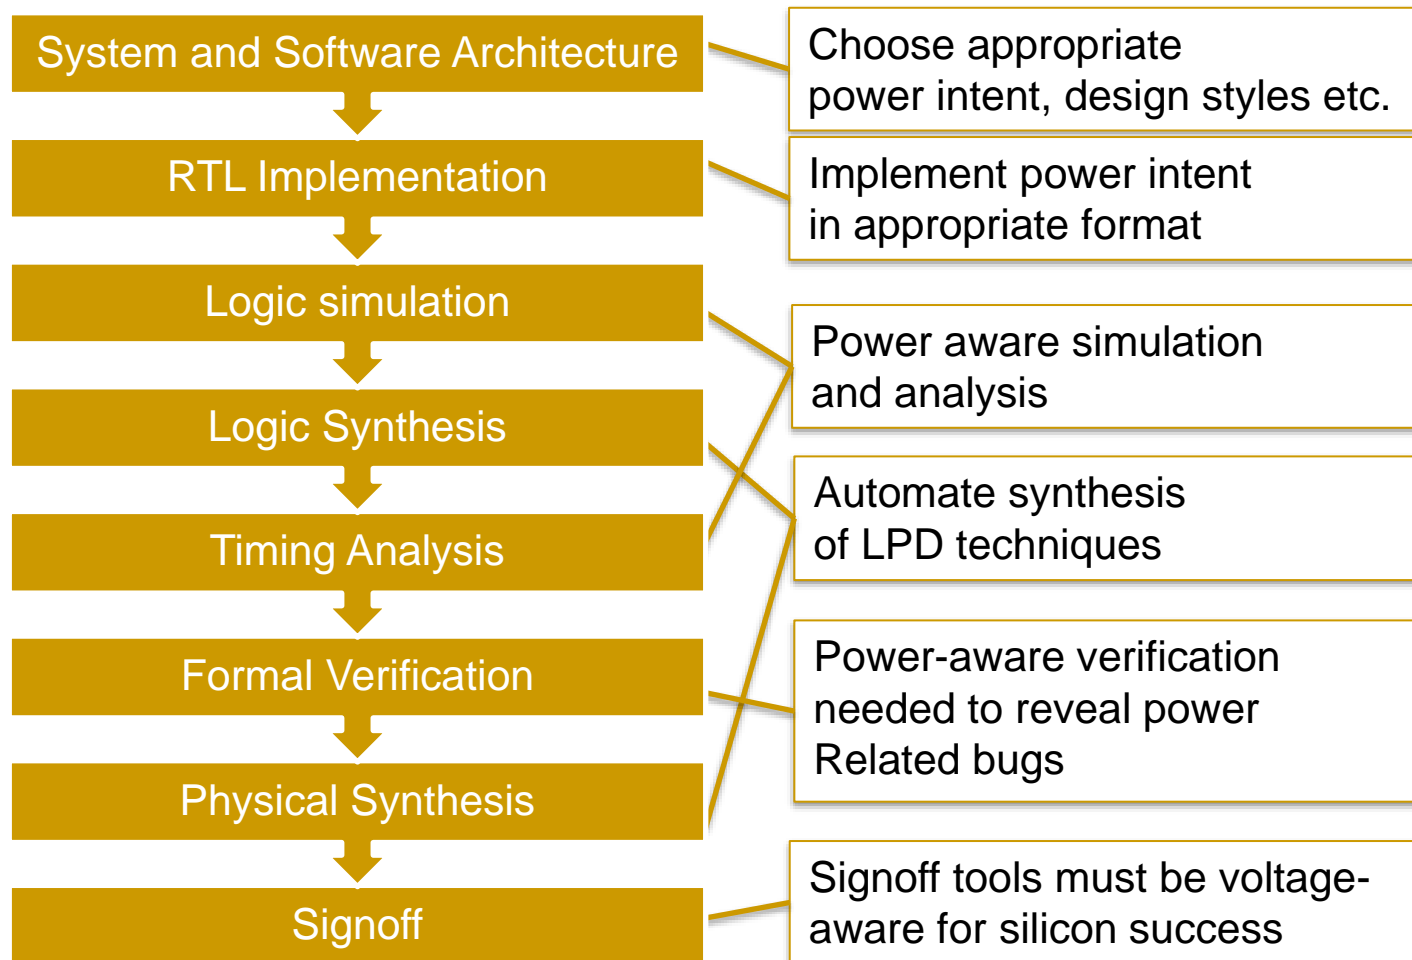 System and Software Architecture
Choose appropriate
power intent, design styles etc.
RTL Implementation
Implement power intent
in appropriate format
Logic simulation
Power aware simulation
and analysis
Logic Synthesis
Automate synthesis
of LPD techniques
Timing Analysis
Formal Verification
Power-aware verification
needed to reveal power
Related bugs
Physical Synthesis
Signoff
Signoff tools must be voltage-
aware for silicon success